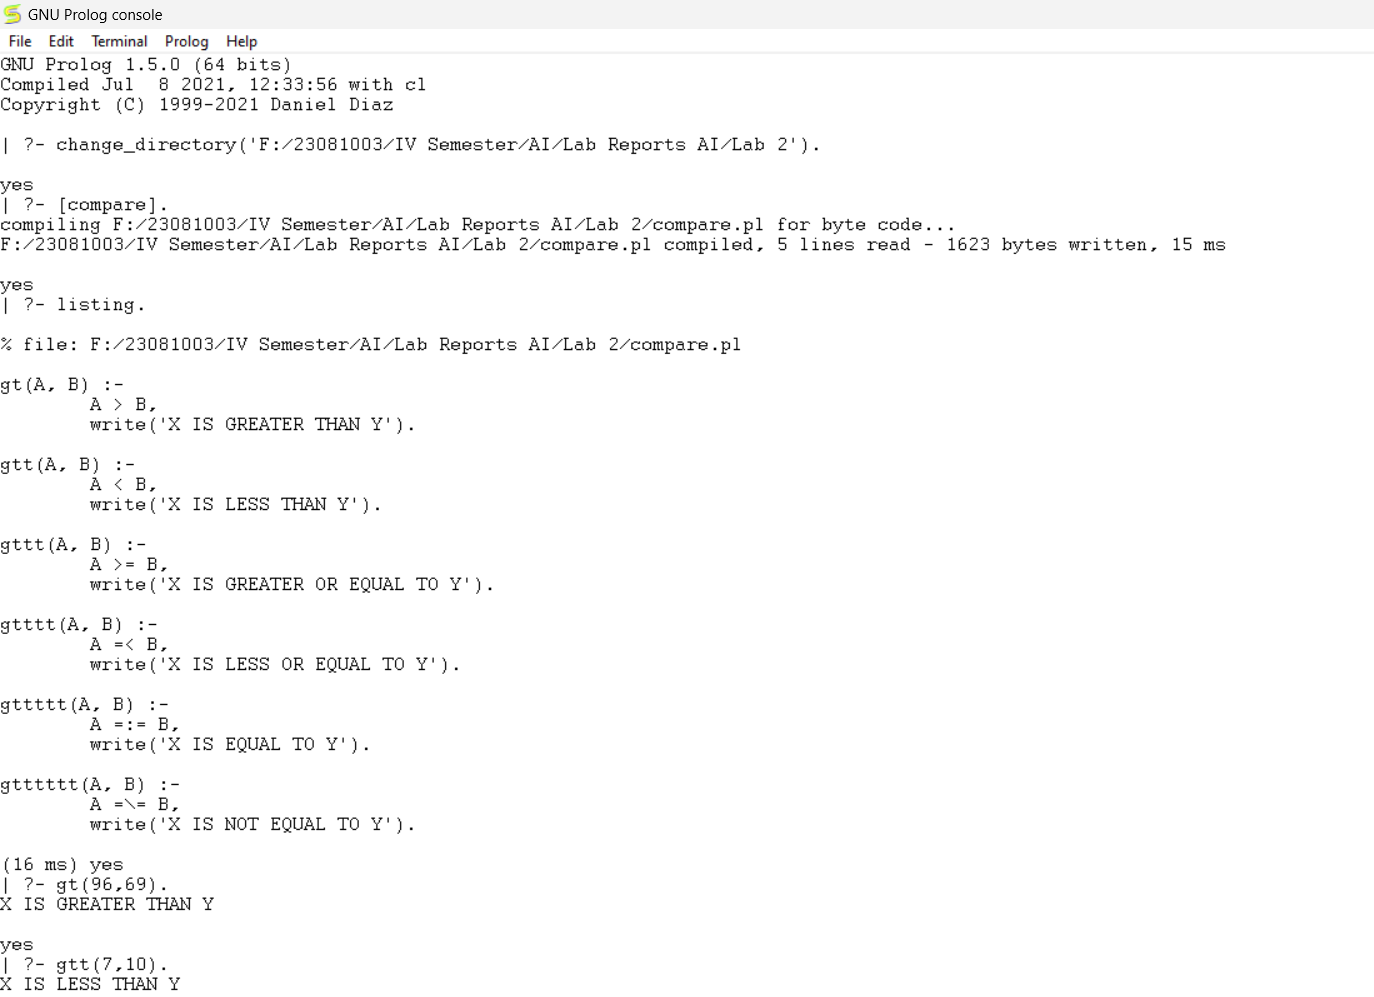 GNU Prolog console
File Edit Terminal Prolog Help
GNU Prolog 1.5.0 (64 bits)
Compiled Jul  8 2021, 12:33:56 with cl
Copyright (C) 1999-2021 Daniel Diaz
| ?- change_directory('F:/23081003/IV Semester/AI/Lab Reports AI/Lab 2').
yes
| ?- [compare].
compiling F:/23081003/IV Semester/AI/Lab Reports AI/Lab 2/compare.pl for byte code...
F:/23081003/IV Semester/AI/Lab Reports AI/Lab 2/compare.pl compiled, 5 lines read - 1623 bytes written, 15 ms
yes
| ?- listing.
% file: F:/23081003/IV Semester/AI/Lab Reports AI/Lab 2/compare.pl
gt(A, B) :-
        A > B,
        write('X IS GREATER THAN Y').
gtt(A, B) :-
        A < B,
        write('X IS LESS THAN Y').
gttt(A, B) :-
        A >= B,
        write('X IS GREATER OR EQUAL TO Y').
gtttt(A, B) :-
        A =< B,
        write('X IS LESS OR EQUAL TO Y').
gttttt(A, B) :-
        A =:= B,
        write('X IS EQUAL TO Y').
gtttttt(A, B) :-
        A =\= B,
        write('X IS NOT EQUAL TO Y').
(16 ms) yes
| ?- gt(96,69).
X IS GREATER THAN Y
yes
| ?- gtt(7,10).
X IS LESS THAN Y